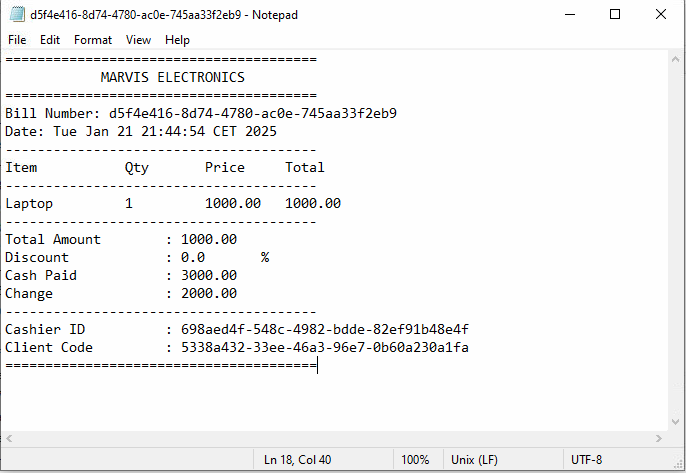 d5f4e416-8d74-4780-ac0e-745aa33f2eb9 - Notepad
File Edit Format View Help
=======================================
MARVIS ELECTRONICS
=======================================
Bill Number: d5f4e416-8d74-4780-ac0e-745aa33f2eb9
Date: Tue Jan 21 21:44:54 CET 2025
---------------------------------------
Item Qty Price Total
---------------------------------------
Laptop 1 1000.00 1000.00
---------------------------------------
Total Amount : 1000.00
Discount : 0.0 %
Cash Paid : 3000.00
Change : 2000.00
---------------------------------------
Cashier ID : 698aed4f-548c-4982-bdde-82ef91b48e4f
Client Code : 5338a432-33ee-46a3-96e7-0b60a230a1fa
=======================================
Ln 18, Col 40 100% Unix (LF) UTF-8